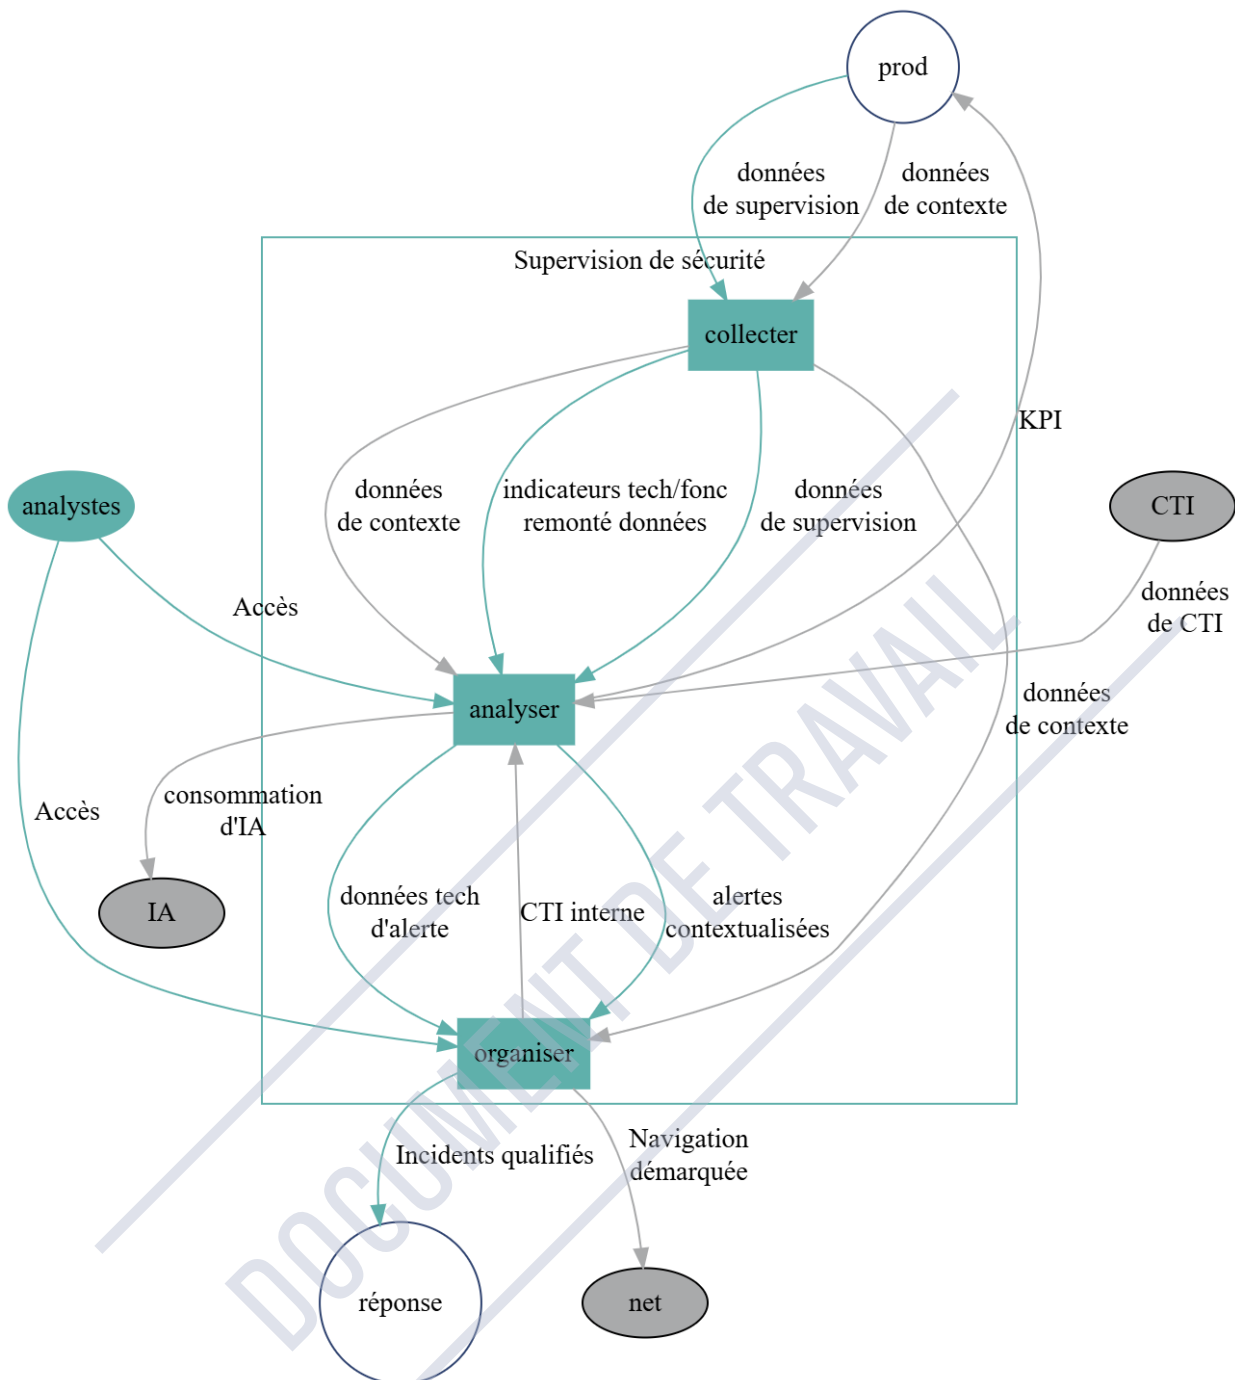 prod
données
de supervision
données
de contexte
Supervision de sécurité
collecter
KPI
données
de contexte
indicateurs tech/fonc
remonté données
données
de supervision
analystes
CTI
Accès
données
de CTI
analyser
données
de contexte
consommation
d'IA
Accès
IA
données tech
d'alerte
CTI interne
alertes
contextualisées
organiser
Incidents qualifiés
Navigation
démarquée
réponse
net
DOCUMENT DE TRAVAIL